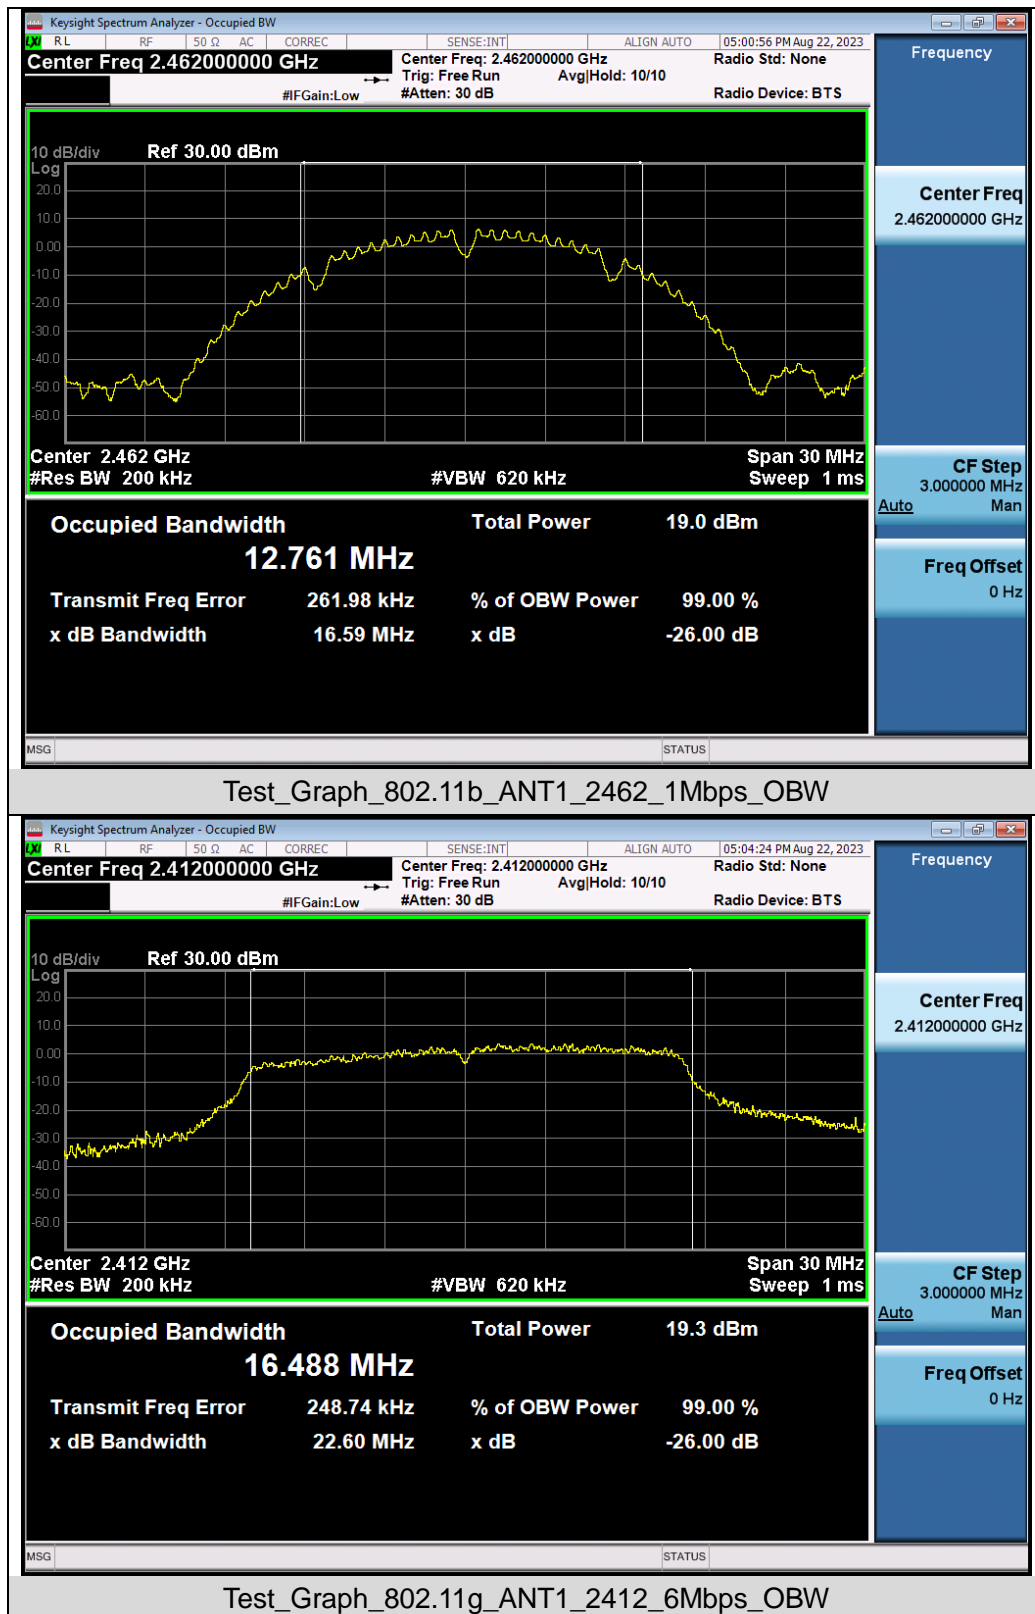 Keysight Spectrum Analyzer - Occupied BW
LXI RL RF 50 Ω AC CORREC SENSE:INT ALIGN AUTO 05:00:56 PM Aug 22, 2023
Center Freq 2.462000000 GHz
Center Freq: 2.462000000 GHz Radio Std: None
Trig: Free Run Avg|Hold: 10/10
#IFGain:Low #Atten: 30 dB Radio Device: BTS
Frequency
10 dB/div Ref 30.00 dBm
Log
20.0
10.0
0.00
-10.0
-20.0
-30.0
-40.0
-50.0
-60.0
Center 2.462 GHz Span 30 MHz
#Res BW 200 kHz #VBW 620 kHz Sweep 1 ms
Center Freq
2.462000000 GHz
CF Step
3.000000 MHz
Auto Man
Freq Offset
0 Hz
Occupied Bandwidth Total Power 19.0 dBm
12.761 MHz
Transmit Freq Error 261.98 kHz % of OBW Power 99.00 %
x dB Bandwidth 16.59 MHz x dB -26.00 dB
MSG STATUS
Test_Graph_802.11b_ANT1_2462_1Mbps_OBW
Keysight Spectrum Analyzer - Occupied BW
LXI RL RF 50 Ω AC CORREC SENSE:INT ALIGN AUTO 05:04:24 PM Aug 22, 2023
Center Freq 2.412000000 GHz
Center Freq: 2.412000000 GHz Radio Std: None
Trig: Free Run Avg|Hold: 10/10
#IFGain:Low #Atten: 30 dB Radio Device: BTS
Frequency
10 dB/div Ref 30.00 dBm
Log
20.0
10.0
0.00
-10.0
-20.0
-30.0
-40.0
-50.0
-60.0
Center 2.412 GHz Span 30 MHz
#Res BW 200 kHz #VBW 620 kHz Sweep 1 ms
Center Freq
2.412000000 GHz
CF Step
3.000000 MHz
Auto Man
Freq Offset
0 Hz
Occupied Bandwidth Total Power 19.3 dBm
16.488 MHz
Transmit Freq Error 248.74 kHz % of OBW Power 99.00 %
x dB Bandwidth 22.60 MHz x dB -26.00 dB
MSG STATUS
Test_Graph_802.11g_ANT1_2412_6Mbps_OBW